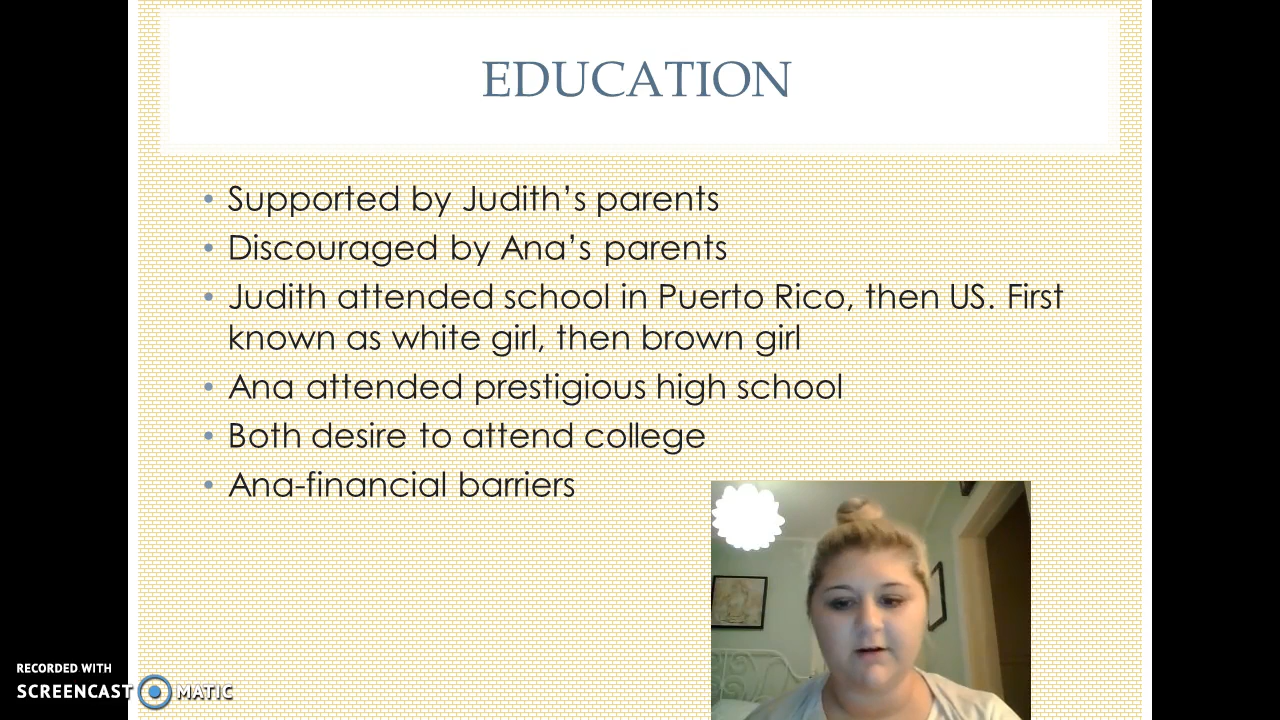 EDUCATION
• Supported by Judith’s parents
• Discouraged by Ana’s parents
• Judith attended school in Puerto Rico, then US. First
known as white girl, then brown girl
• Ana attended prestigious high school
• Both desire to attend college
• Ana-financial barriers
RECORDED WITH
SCREENCAST MATIC